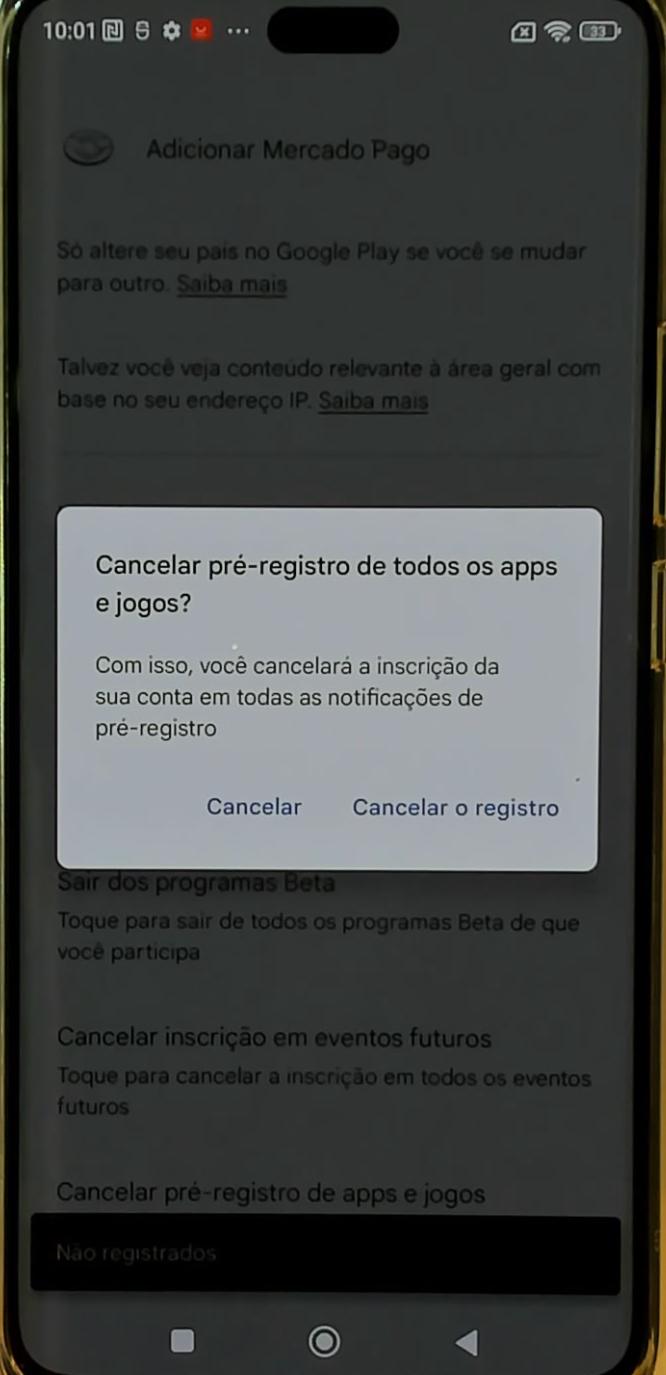 10:01
33
Adicionar Mercado Pago
Só altere seu país no Google Play se você se mudar
para outro. Saiba mais
Talvez você veja conteúdo relevante à área geral com
base no seu endereço IP. Saiba mais
Cancelar pré-registro de todos os apps
e jogos?
Com isso, você cancelará a inscrição da
sua conta em todas as notificações de
pré-registro
Cancelar Cancelar o registro
Sair dos programas Beta
Toque para sair de todos os programas Beta de que
você participa
Cancelar inscrição em eventos futuros
Toque para cancelar a inscrição em todos os eventos
futuros
Cancelar pré-registro de apps e jogos
Não registrados